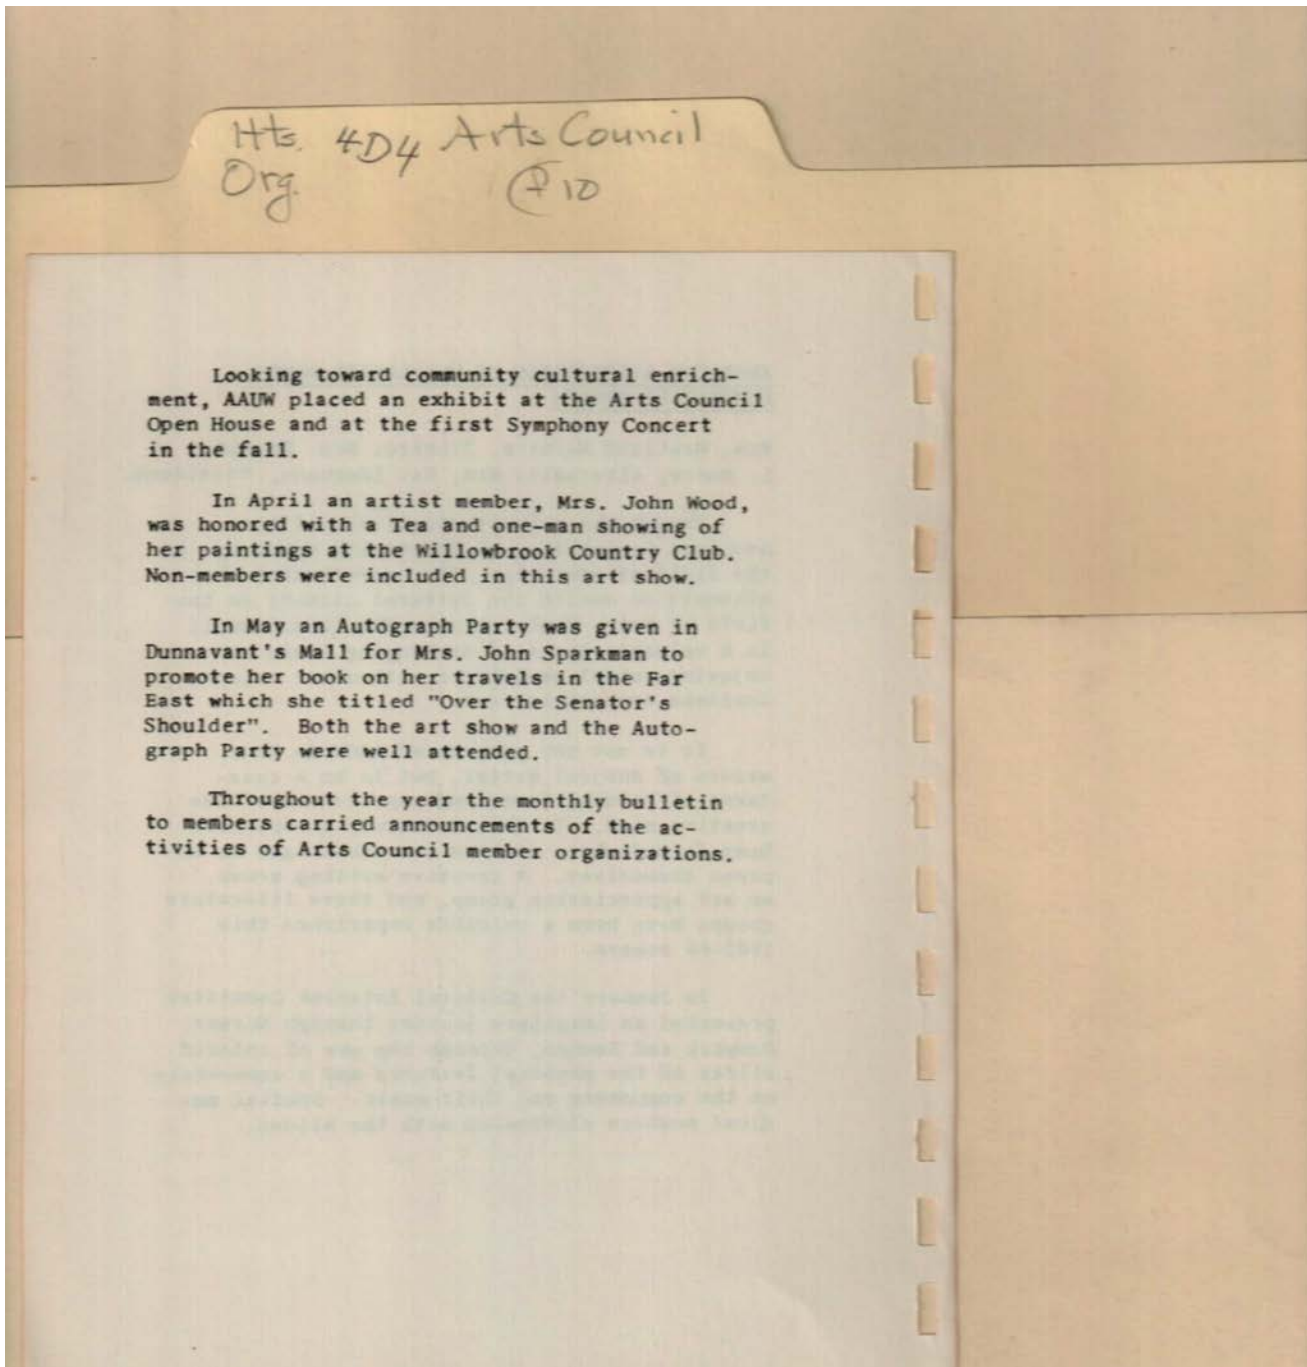 Hts. 4D4 Arts Council
Org. P10
Looking toward community cultural enrich-
ment, AAUW placed an exhibit at the Arts Council
Open House and at the first Symphony Concert
in the fall.
In April an artist member, Mrs. John Wood,
was honored with a Tea and one-man showing of
her paintings at the Willowbrook Country Club.
Non-members were included in this art show.
In May an Autograph Party was given in
Dunnavant's Mall for Mrs. John Sparkman to
promote her book on her travels in the Far
East which she titled "Over the Senator's
Shoulder". Both the art show and the Auto-
graph Party were well attended.
Throughout the year the monthly bulletin
to members carried announcements of the ac-
tivities of Arts Council member organizations.